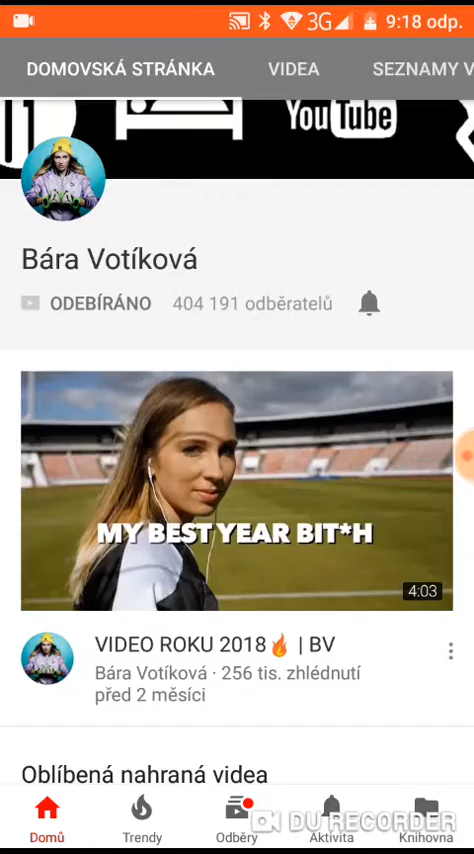 3G 9:18 odp.
DOMOVSKÁ STRÁNKA VIDEA SEZNAMY V
YouTube
Bára Votíková
ODEBÍRÁNO 404 191 odběratelů
MY BEST YEAR BIT*H
4:03
VIDEO ROKU 2018🔥 | BV
Bára Votíková · 256 tis. zhlédnutí
před 2 měsíci
Oblíbená nahraná videa
Domů Trendy Odběry Aktivita Knihovna
DU RECORDER